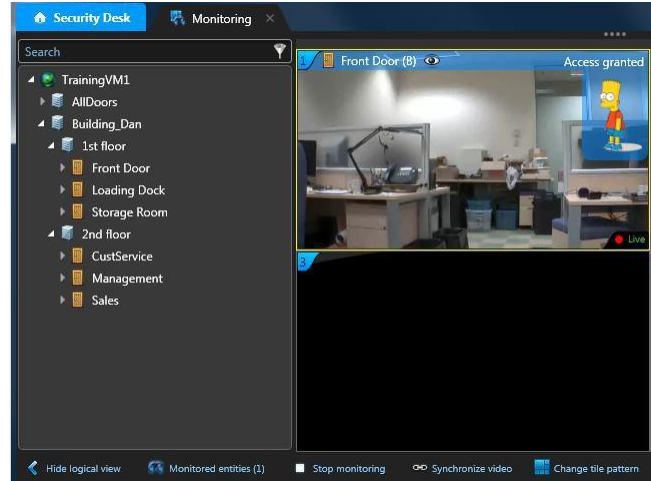 Security Desk
Monitoring
Search
TrainingVM1
AllDoors
Building_Dan
1st floor
Front Door
Loading Dock
Storage Room
2nd floor
CustService
Management
Sales
1 Front Door (8) Access granted
Live
3
Hide logical view Monitored entities (1) Stop monitoring Synchronize video Change tile pattern